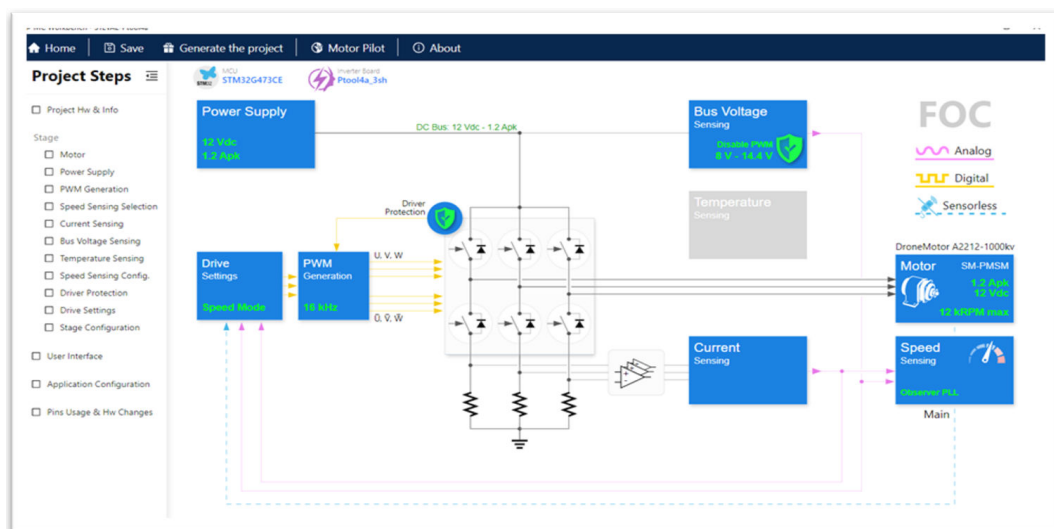 Home
Save
Generate the project
Motor Pilot
About
Project Steps
Project Hw & Info
Stage
Motor
Power Supply
PWM Generation
Speed Sensing Selection
Current Sensing
Bus Voltage Sensing
Temperature Sensing
Speed Sensing Config.
Driver Protection
Drive Settings
Stage Configuration
User Interface
Application Configuration
Pins Usage & Hw Changes
MCU
STM32G473CE
STM32
Inverter Board
Ptool4a_3sh
Power Supply
12 Vdc
1.2 Apk
DC Bus: 12 Vdc - 1.2 Apk
Bus Voltage
Sensing
Disable PWM
8 V - 14.4 V
FOC
Analog
Digital
Sensorless
Temperature
Sensing
Driver
Protection
Drive
Settings
Speed Mode
PWM
Generation
16 kHz
U, V, W
Ū, V̄, W̄
DroneMotor A2212-1000kv
Motor
SM-PMSM
1.2 Apk
12 Vdc
12 kRPM max
Current
Sensing
Speed
Sensing
Observer PLL
Main